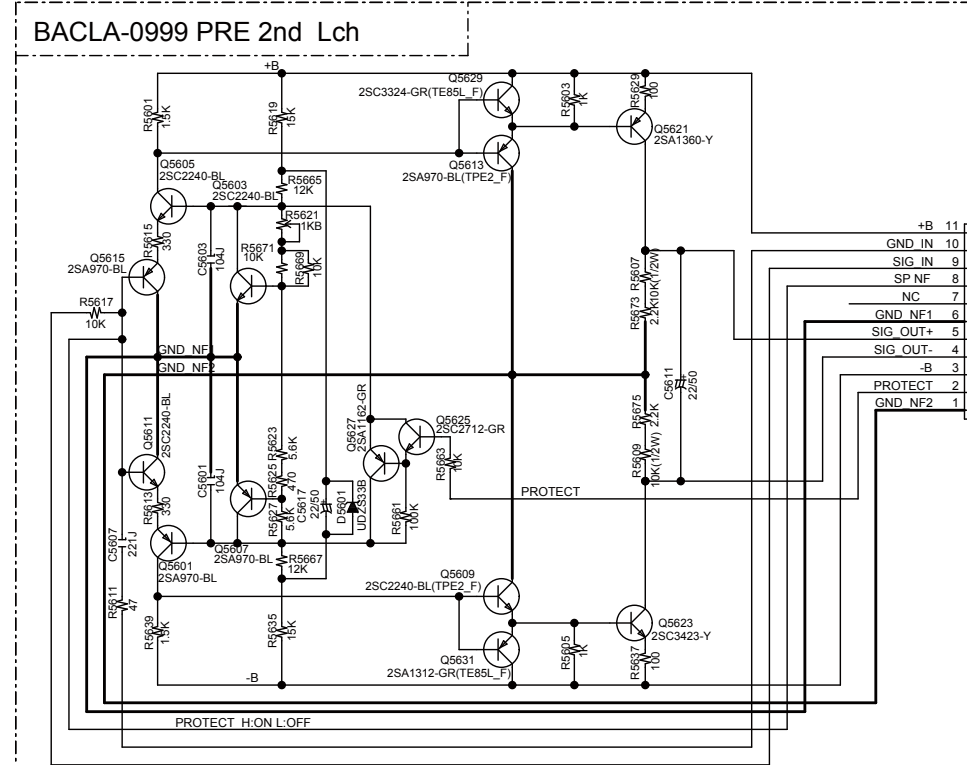 BACLA-0999 PRE 2nd Lch
+B
R5601
1.5K
R5619
15K
Q5629
2SC3324-GR(TE85L_F)
R5603
1K
R5629
100
Q5621
2SA1360-Y
Q5613
2SA970-BL(TPE2_F)
Q5605
2SC2240-BL
Q5603
2SC2240-BL
R5665
12K
R5621
1KB
R5615
330
C5603
104J
R5671
10K
R5669
10K
Q5615
2SA970-BL
R5617
10K
R5607
10K(1/2W)
R5673
2.2K
GND_NF1
GND_NF2
C5611
22/50
R5675
2.2K
R5609
10K(1/2W)
Q5611
2SC2240-BL
Q5627
2SA1162-GR
Q5625
2SC2712-GR
R5623
5.6K
R5625
470
R5627
5.6K
C5617
22/50
D5601
UDZS33B
R5663
10K
R5661
100K
PROTECT
C5601
104J
R5613
330
C5607
221J
Q5601
2SA970-BL
Q5607
2SA970-BL
R5667
12K
R5611
47
R5639
1.5K
R5635
15K
Q5609
2SC2240-BL(TPE2_F)
Q5631
2SA1312-GR(TE85L_F)
R5605
1K
Q5623
2SC3423-Y
R5637
100
-B
PROTECT H:ON L:OFF
+B 11
GND_IN 10
SIG_IN 9
SP NF 8
NC 7
GND_NF1 6
SIG_OUT+ 5
SIG_OUT- 4
-B 3
PROTECT 2
GND_NF2 1